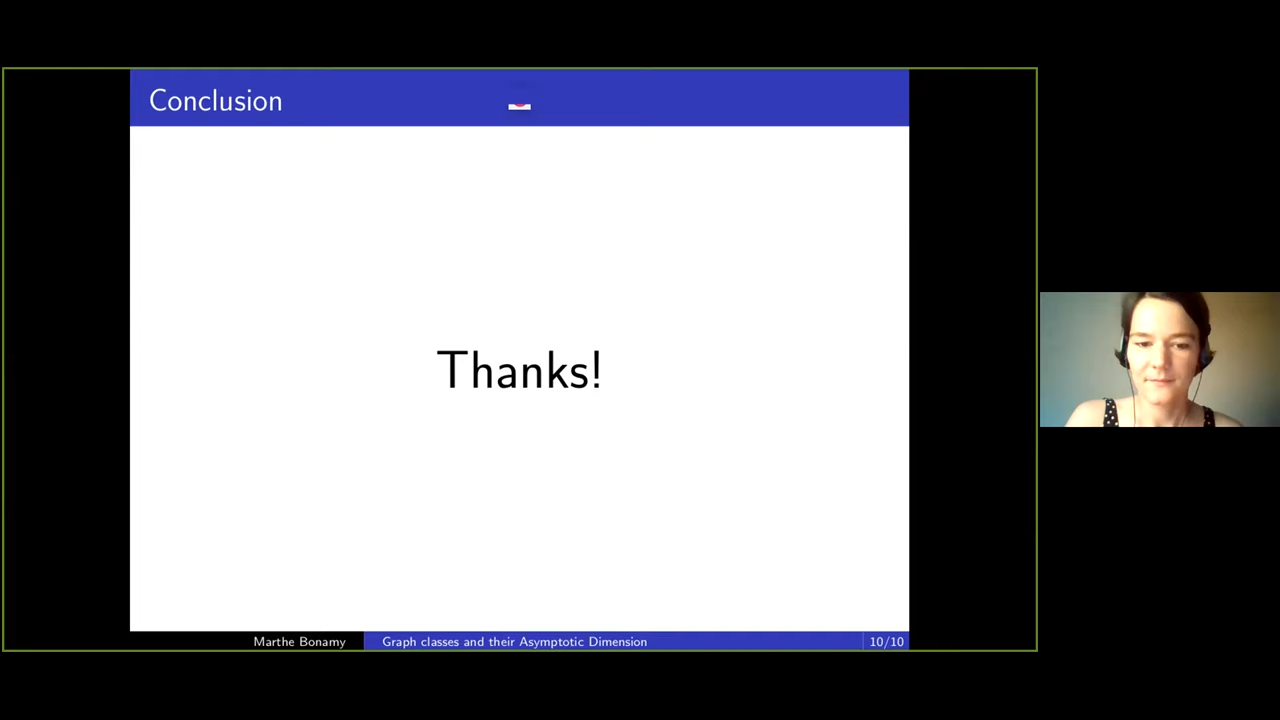 Conclusion
Thanks!
Marthe Bonamy
Graph classes and their Asymptotic Dimension
10/10